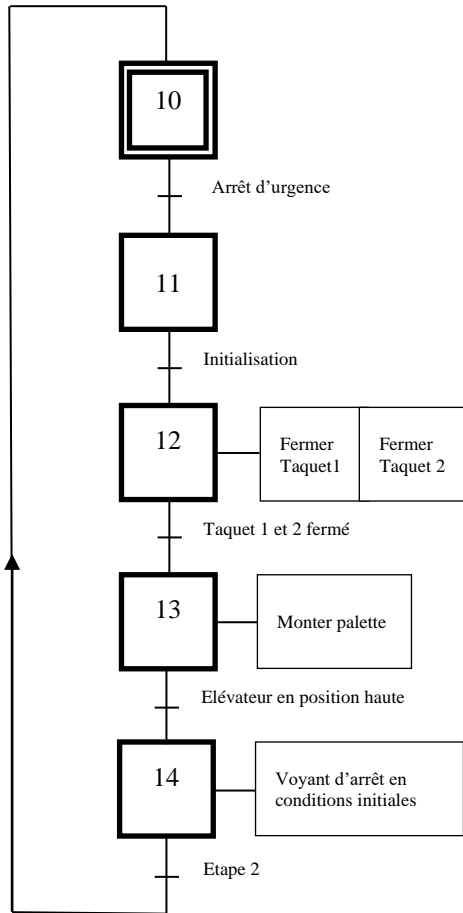 10
Arrêt d'urgence
11
Initialisation
12
Fermer
Taquet1
Fermer
Taquet 2
Taquet 1 et 2 fermé
13
Monter palette
Elévateur en position haute
14
Voyant d'arrêt en
conditions initiales
Etape 2